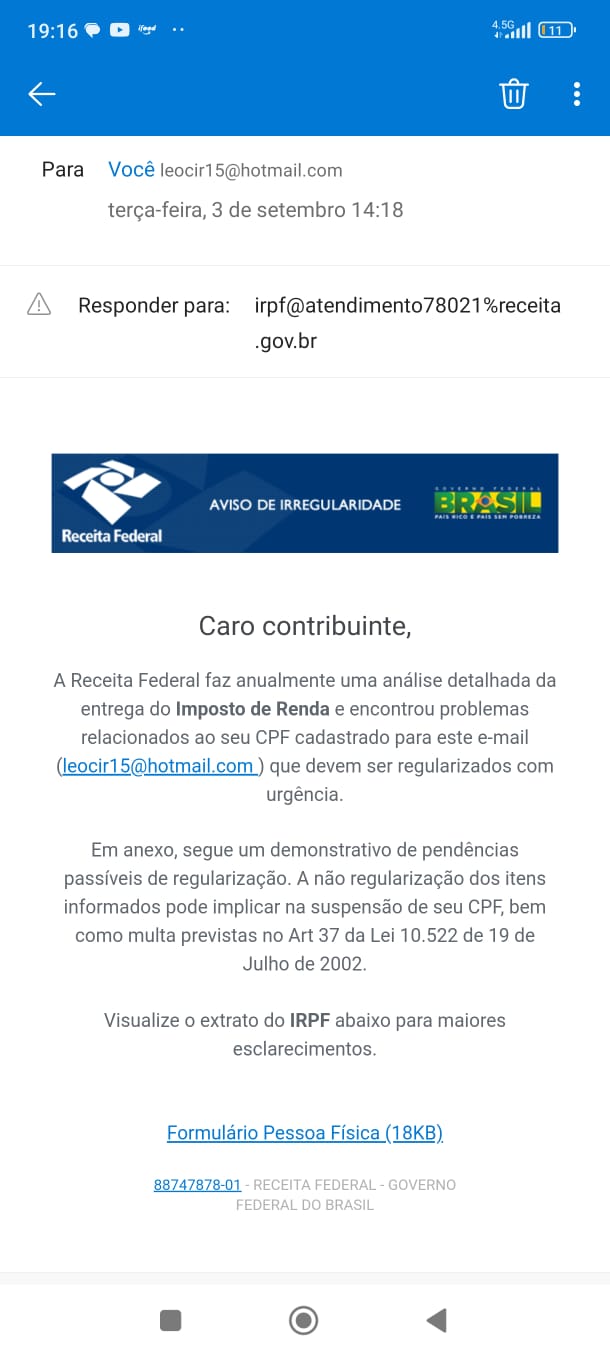 19:16
ifood
4.5G
11
Para Você leocir15@hotmail.com
terça-feira, 3 de setembro 14:18
Responder para: irpf@atendimento78021%receita
.gov.br
Receita Federal
AVISO DE IRREGULARIDADE
GOVERNO FEDERAL
BRASIL
PAÍS RICO É PAÍS SEM POBREZA
Caro contribuinte,
A Receita Federal faz anualmente uma análise detalhada da
entrega do Imposto de Renda e encontrou problemas
relacionados ao seu CPF cadastrado para este e-mail
(leocir15@hotmail.com ) que devem ser regularizados com
urgência.
Em anexo, segue um demonstrativo de pendências
passíveis de regularização. A não regularização dos itens
informados pode implicar na suspensão de seu CPF, bem
como multa previstas no Art 37 da Lei 10.522 de 19 de
Julho de 2002.
Visualize o extrato do IRPF abaixo para maiores
esclarecimentos.
Formulário Pessoa Física (18KB)
88747878-01 - RECEITA FEDERAL - GOVERNO
FEDERAL DO BRASIL